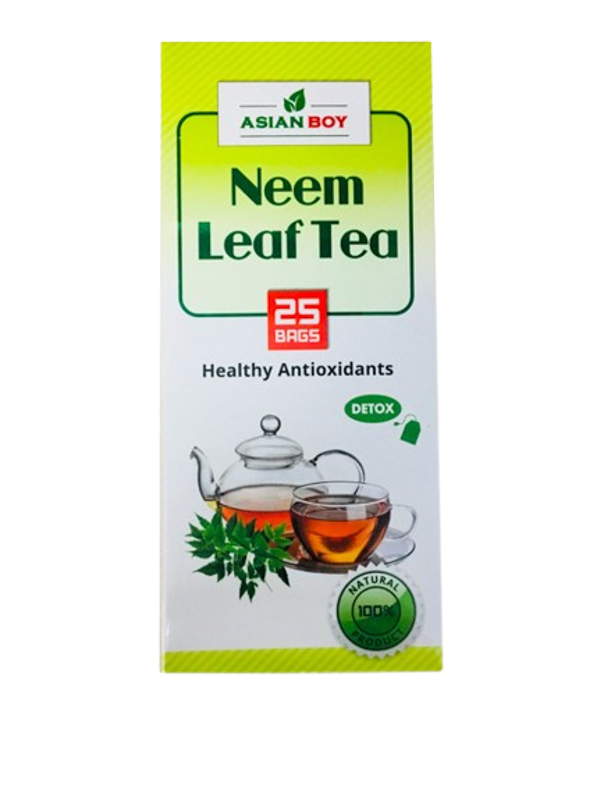 ASIAN BOY
Neem
Leaf Tea
25
BAGS
Healthy Antioxidants
DETOX
NATURAL
100%
PRODUCT